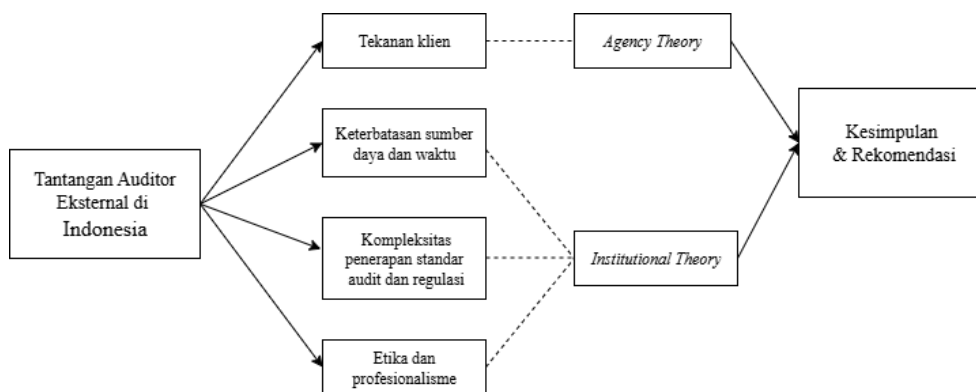 Tekanan klien
Agency Theory
Keterbatasan sumber
daya dan waktu
Kesimpulan
& Rekomendasi
Tantangan Auditor
Eksternal di
Indonesia
Kompleksitas
penerapan standar
audit dan regulasi
Institutional Theory
Etika dan
profesionalisme